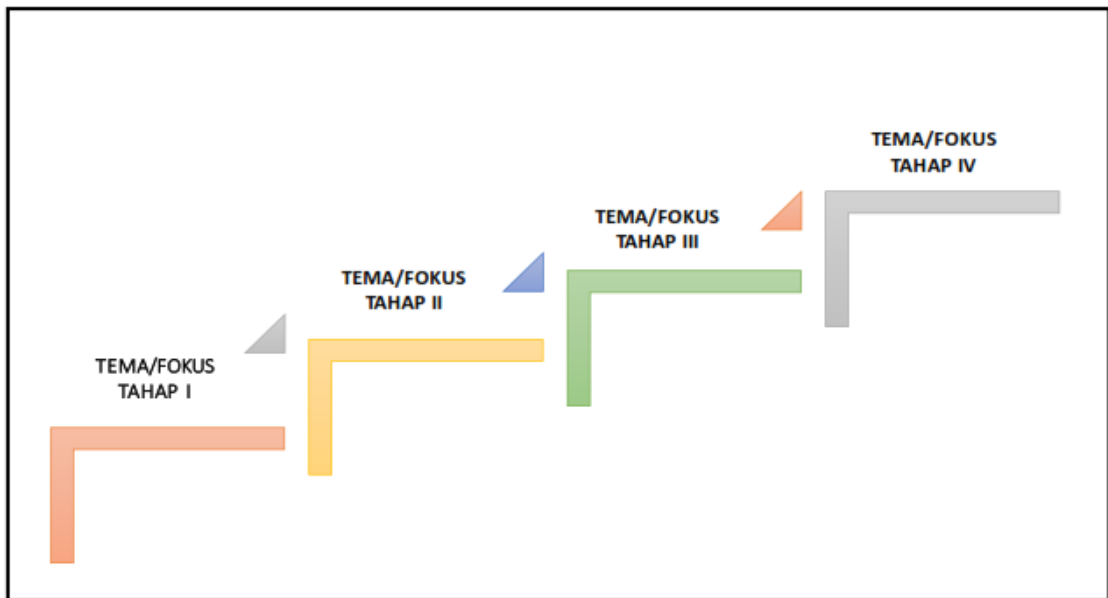 TEMA/FOKUS
TAHAP I
TEMA/FOKUS
TAHAP II
TEMA/FOKUS
TAHAP III
TEMA/FOKUS
TAHAP IV